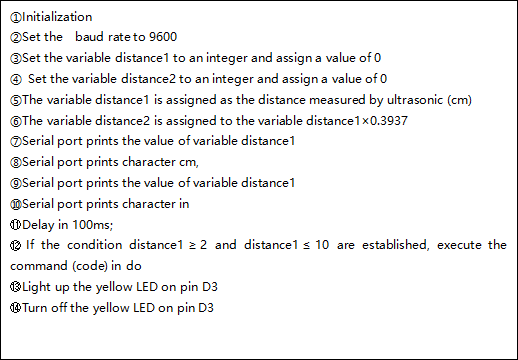 ①Initialization
②Set the baud rate to 9600
③Set the variable distance1 to an integer and assign a value of 0
④ Set the variable distance2 to an integer and assign a value of 0
⑤The variable distance1 is assigned as the distance measured by ultrasonic (cm)
⑥The variable distance2 is assigned to the variable distance1×0.3937
⑦Serial port prints the value of variable distance1
⑧Serial port prints character cm,
⑨Serial port prints the value of variable distance1
⑩Serial port prints character in
⑪Delay in 100ms;
⑫If the condition distance1 ≥ 2 and distance1 ≤ 10 are established, execute the
command (code) in do
⑬Light up the yellow LED on pin D3
⑭Turn off the yellow LED on pin D3